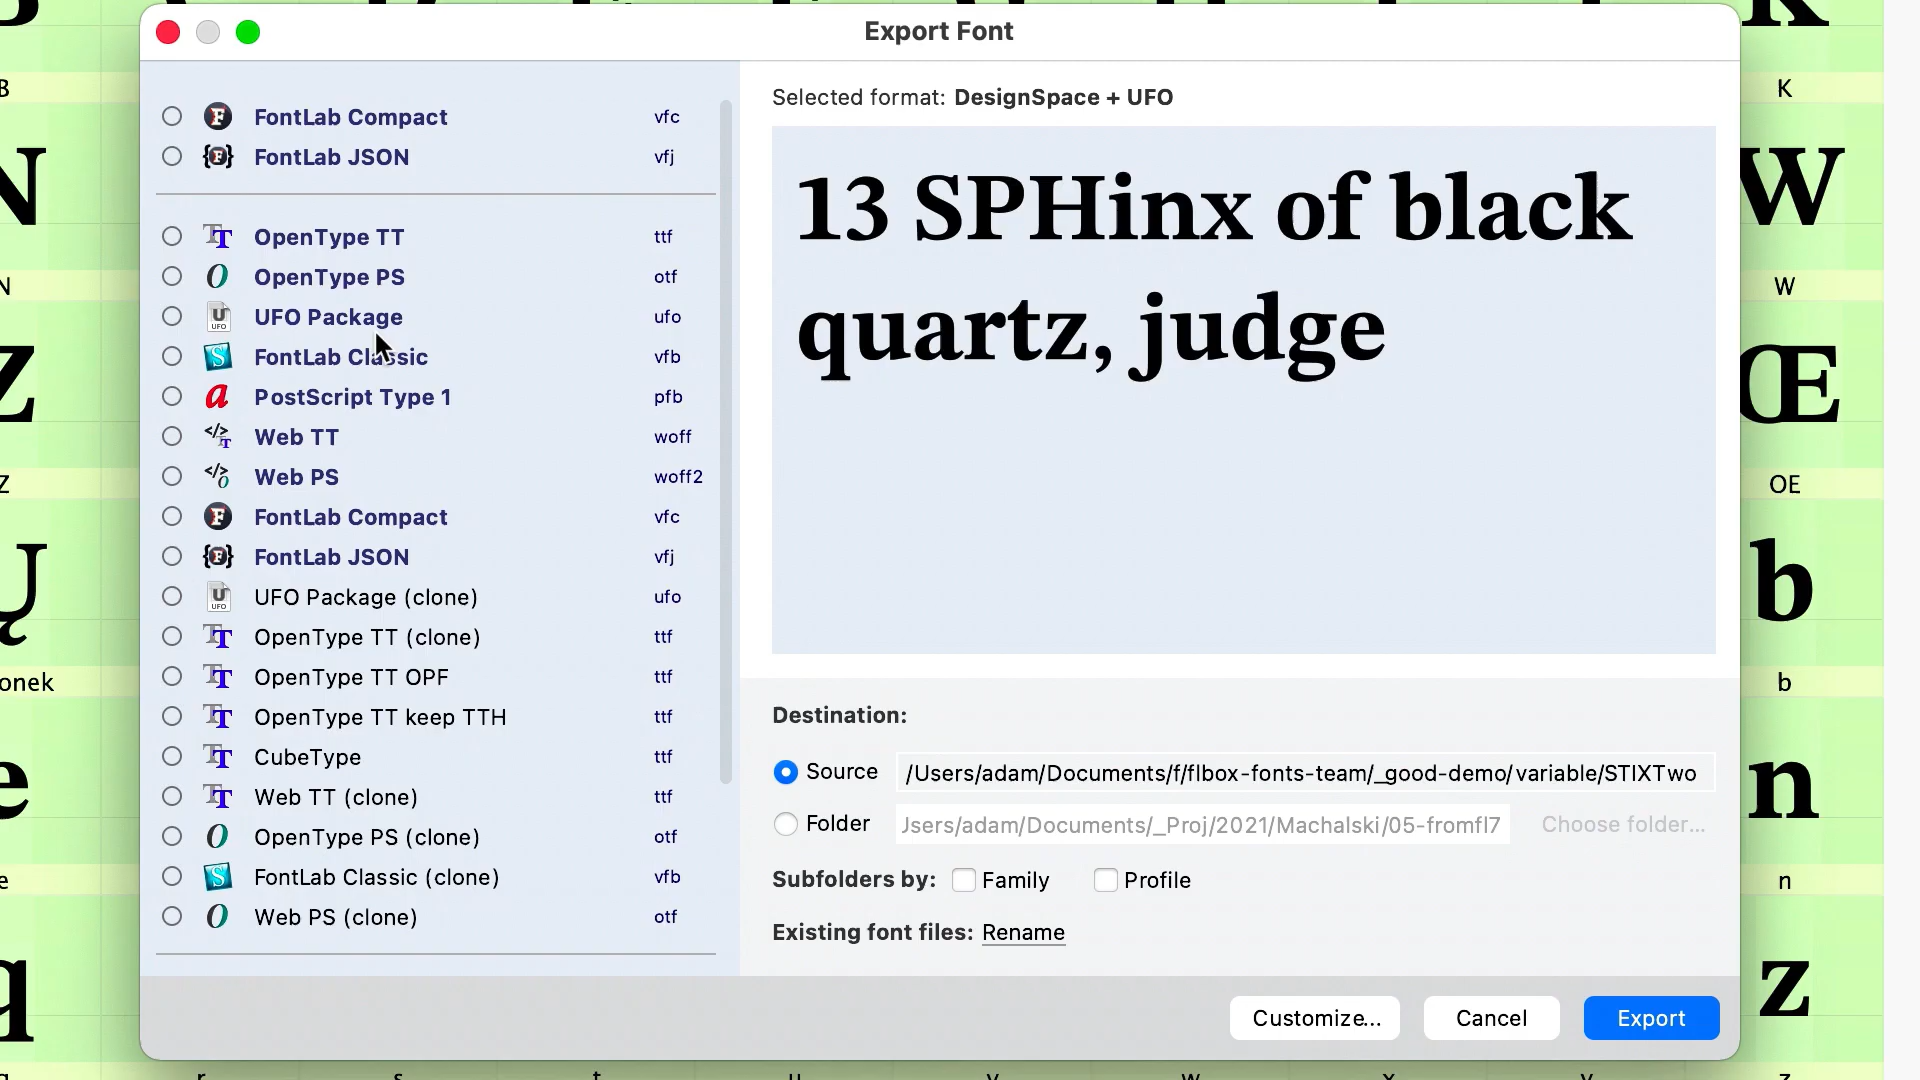 Export Font
FontLab Compact vfc
FontLab JSON vfj
OpenType TT ttf
OpenType PS otf
UFO Package ufo
FontLab Classic vfb
PostScript Type 1 pfb
Web TT woff
Web PS woff2
FontLab Compact vfc
FontLab JSON vfj
UFO Package (clone) ufo
OpenType TT (clone) ttf
OpenType TT OPF ttf
OpenType TT keep TTH ttf
CubeType ttf
Web TT (clone) ttf
OpenType PS (clone) otf
FontLab Classic (clone) vfb
Web PS (clone) otf
Selected format: DesignSpace + UFO
13 SPHinx of black
quartz, judge
Destination:
Source /Users/adam/Documents/f/flbox-fonts-team/_good-demo/variable/STIXTwo
Folder Jsers/adam/Documents/_Proj/2021/Machalski/05-fromfl7 Choose folder...
Subfolders by: Family Profile
Existing font files: Rename
Customize... Cancel Export
B
N
N
Z
Z
Ų
onek
e
e
q
K
K
W
W
Œ
OE
b
b
n
n
z